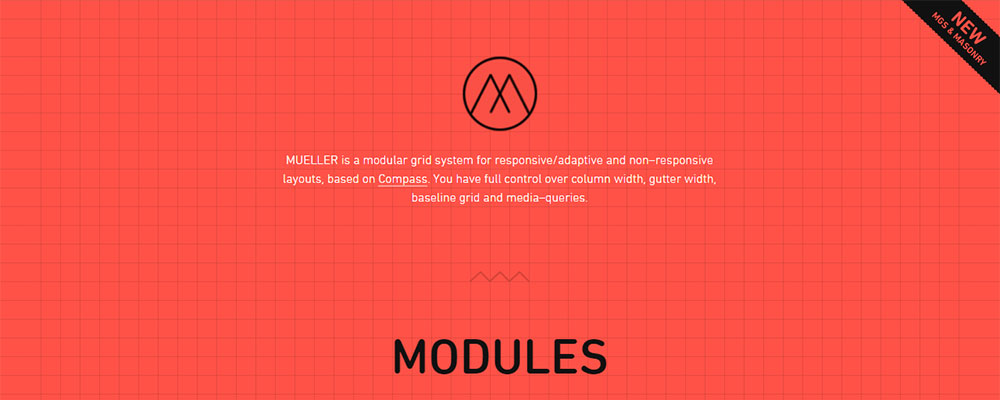 NEW
MGS & MASONRY
MUELLER is a modular grid system for responsive/adaptive and non–responsive
layouts, based on Compass. You have full control over column width, gutter width,
baseline grid and media–queries.
MODULES